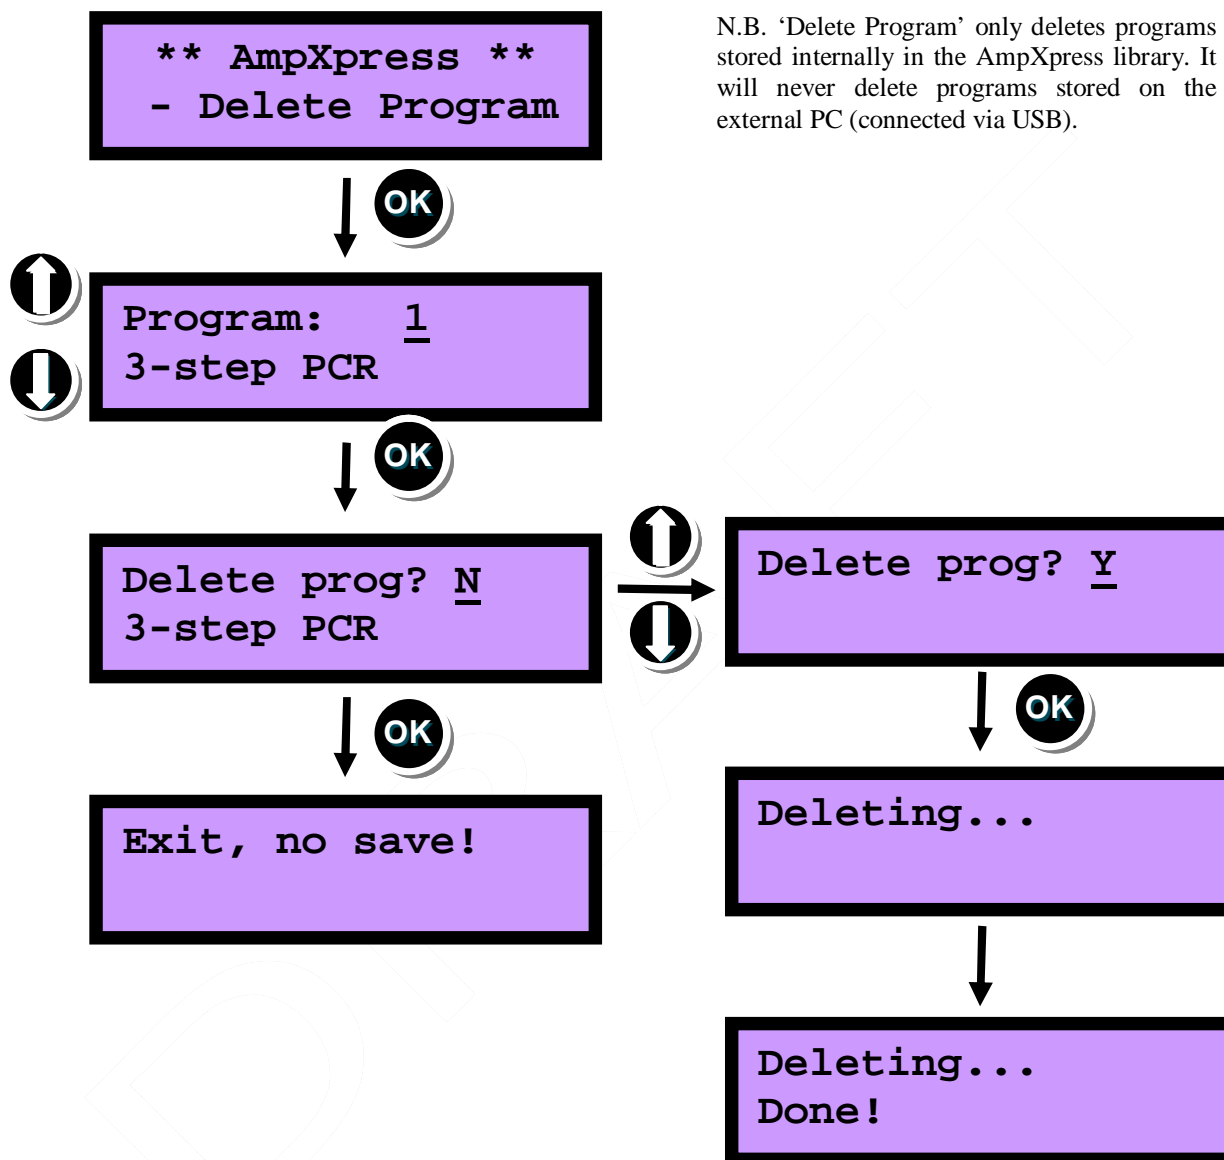 ** AmpXpress **
- Delete Program
N.B. ‘Delete Program’ only deletes programs
stored internally in the AmpXpress library. It
will never delete programs stored on the
external PC (connected via USB).
OK
Program: 1
3-step PCR
OK
Delete prog? N
3-step PCR
OK
Exit, no save!
Delete prog? Y
OK
Deleting...
Deleting...
Done!
DRAFT